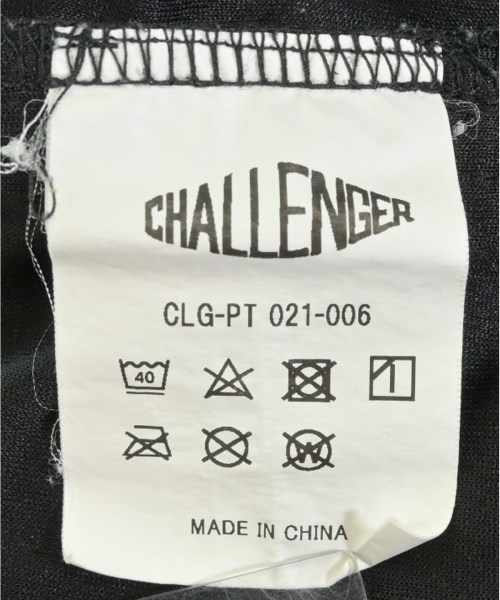 CHALLENGER
CLG-PT 021-006
40
W
MADE IN CHINA